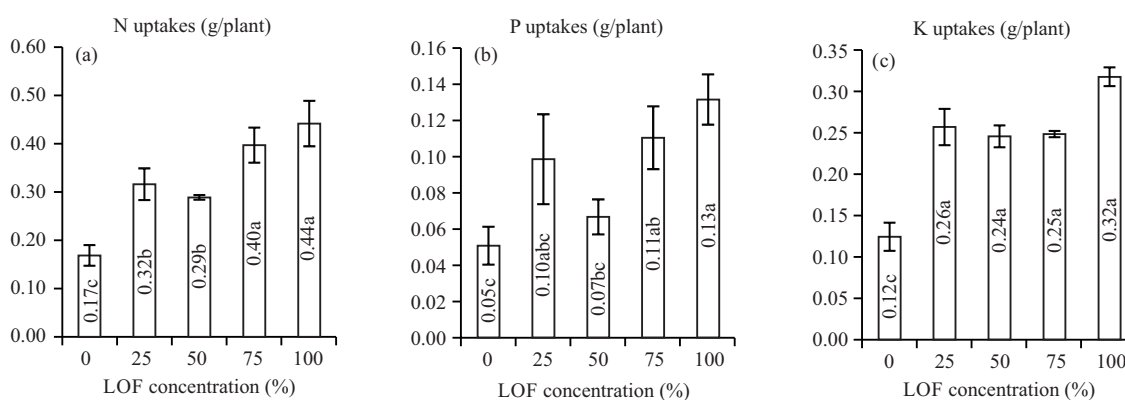 N uptakes (g/plant)
(a)
0.60
0.50
0.40
0.30
0.20
0.10
0.00
0.17c
0.32b
0.29b
0.40a
0.44a
0 25 50 75 100
LOF concentration (%)
P uptakes (g/plant)
(b)
0.16
0.14
0.12
0.10
0.08
0.06
0.04
0.02
0.00
0.05c
0.10abc
0.07bc
0.11ab
0.13a
0 25 50 75 100
LOF concentration (%)
K uptakes (g/plant)
(c)
0.35
0.30
0.25
0.20
0.15
0.10
0.05
0.00
0.12c
0.26a
0.24a
0.25a
0.32a
0 25 50 75 100
LOF concentration (%)